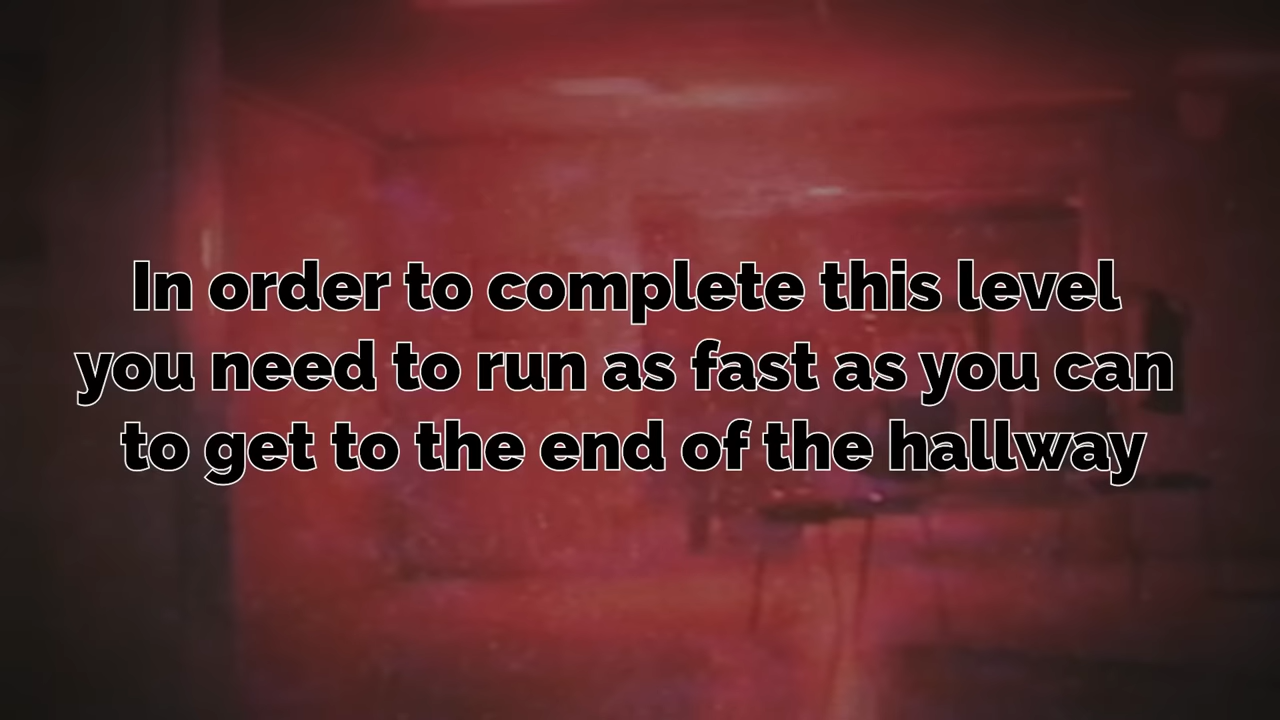 In order to complete this level
you need to run as fast as you can
to get to the end of the hallway